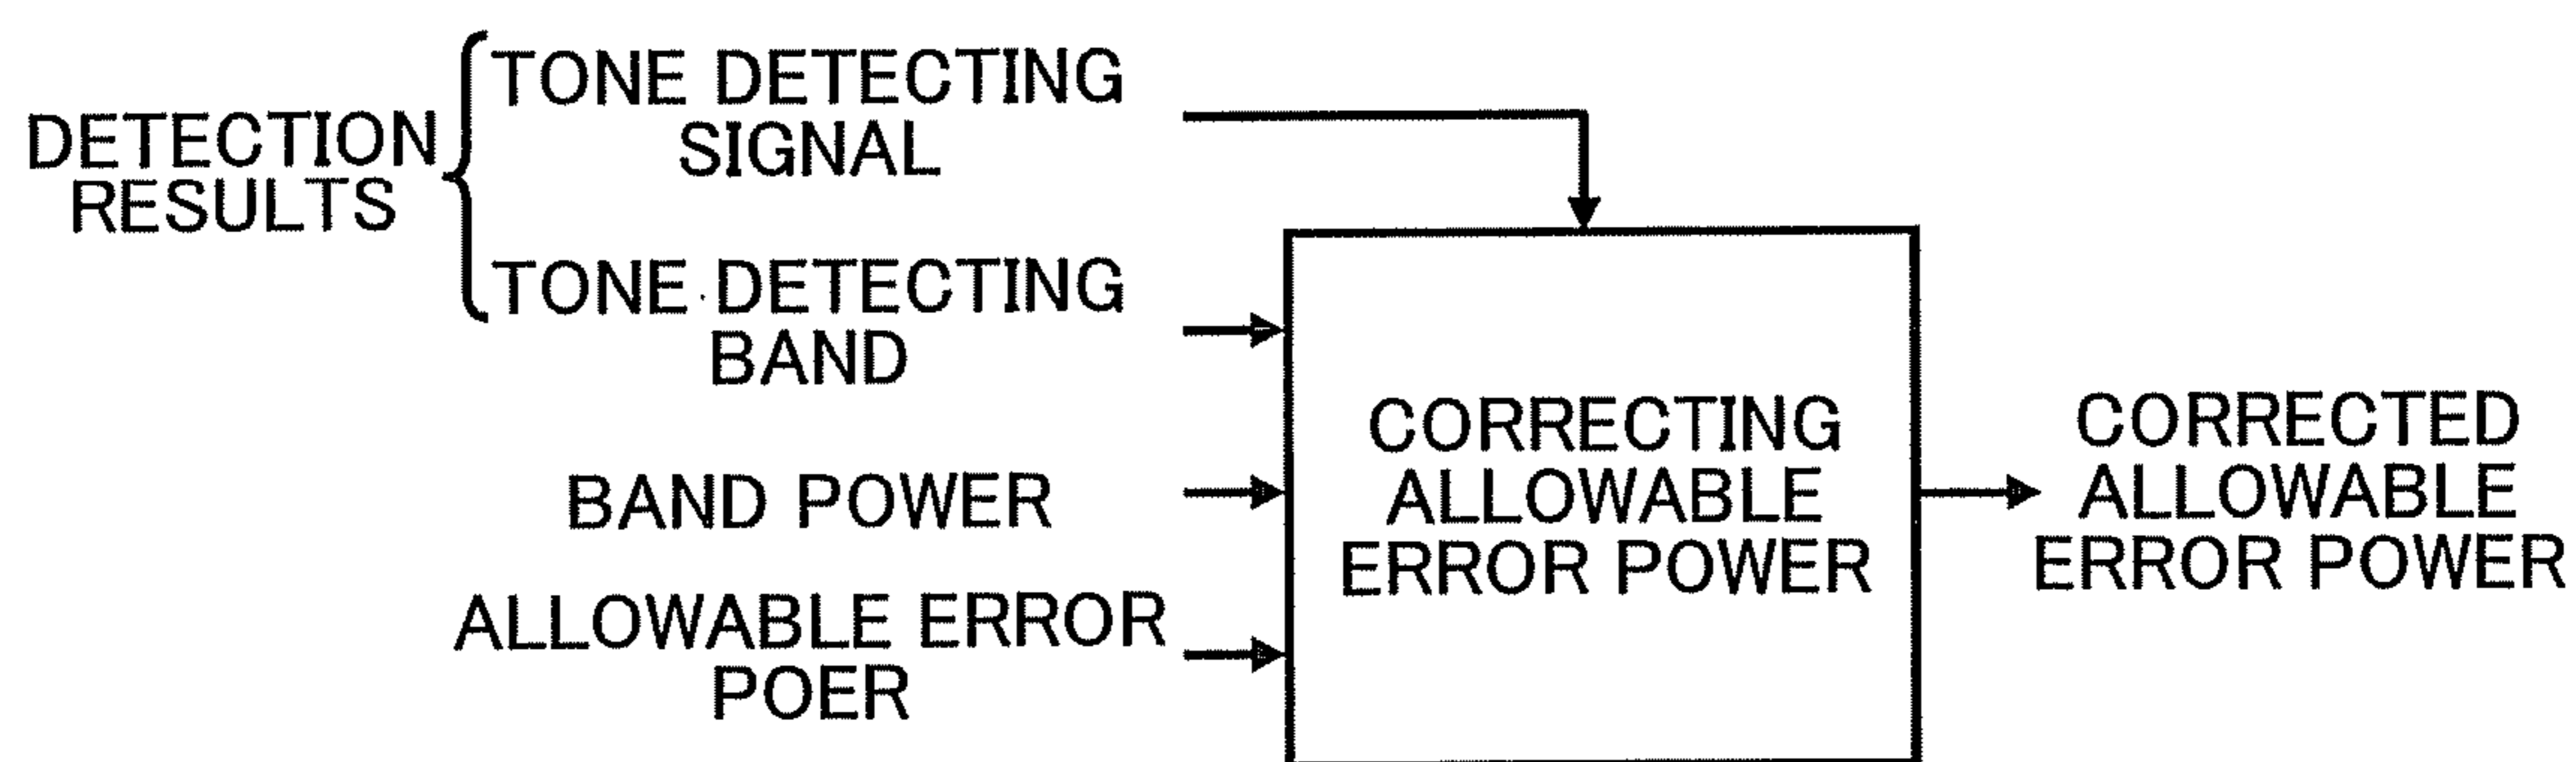 DETECTION
RESULTS
TONE DETECTING
SIGNAL
TONE DETECTING
BAND
BAND POWER
ALLOWABLE ERROR
POER
CORRECTING
ALLOWABLE
ERROR POWER
CORRECTED
ALLOWABLE
ERROR POWER